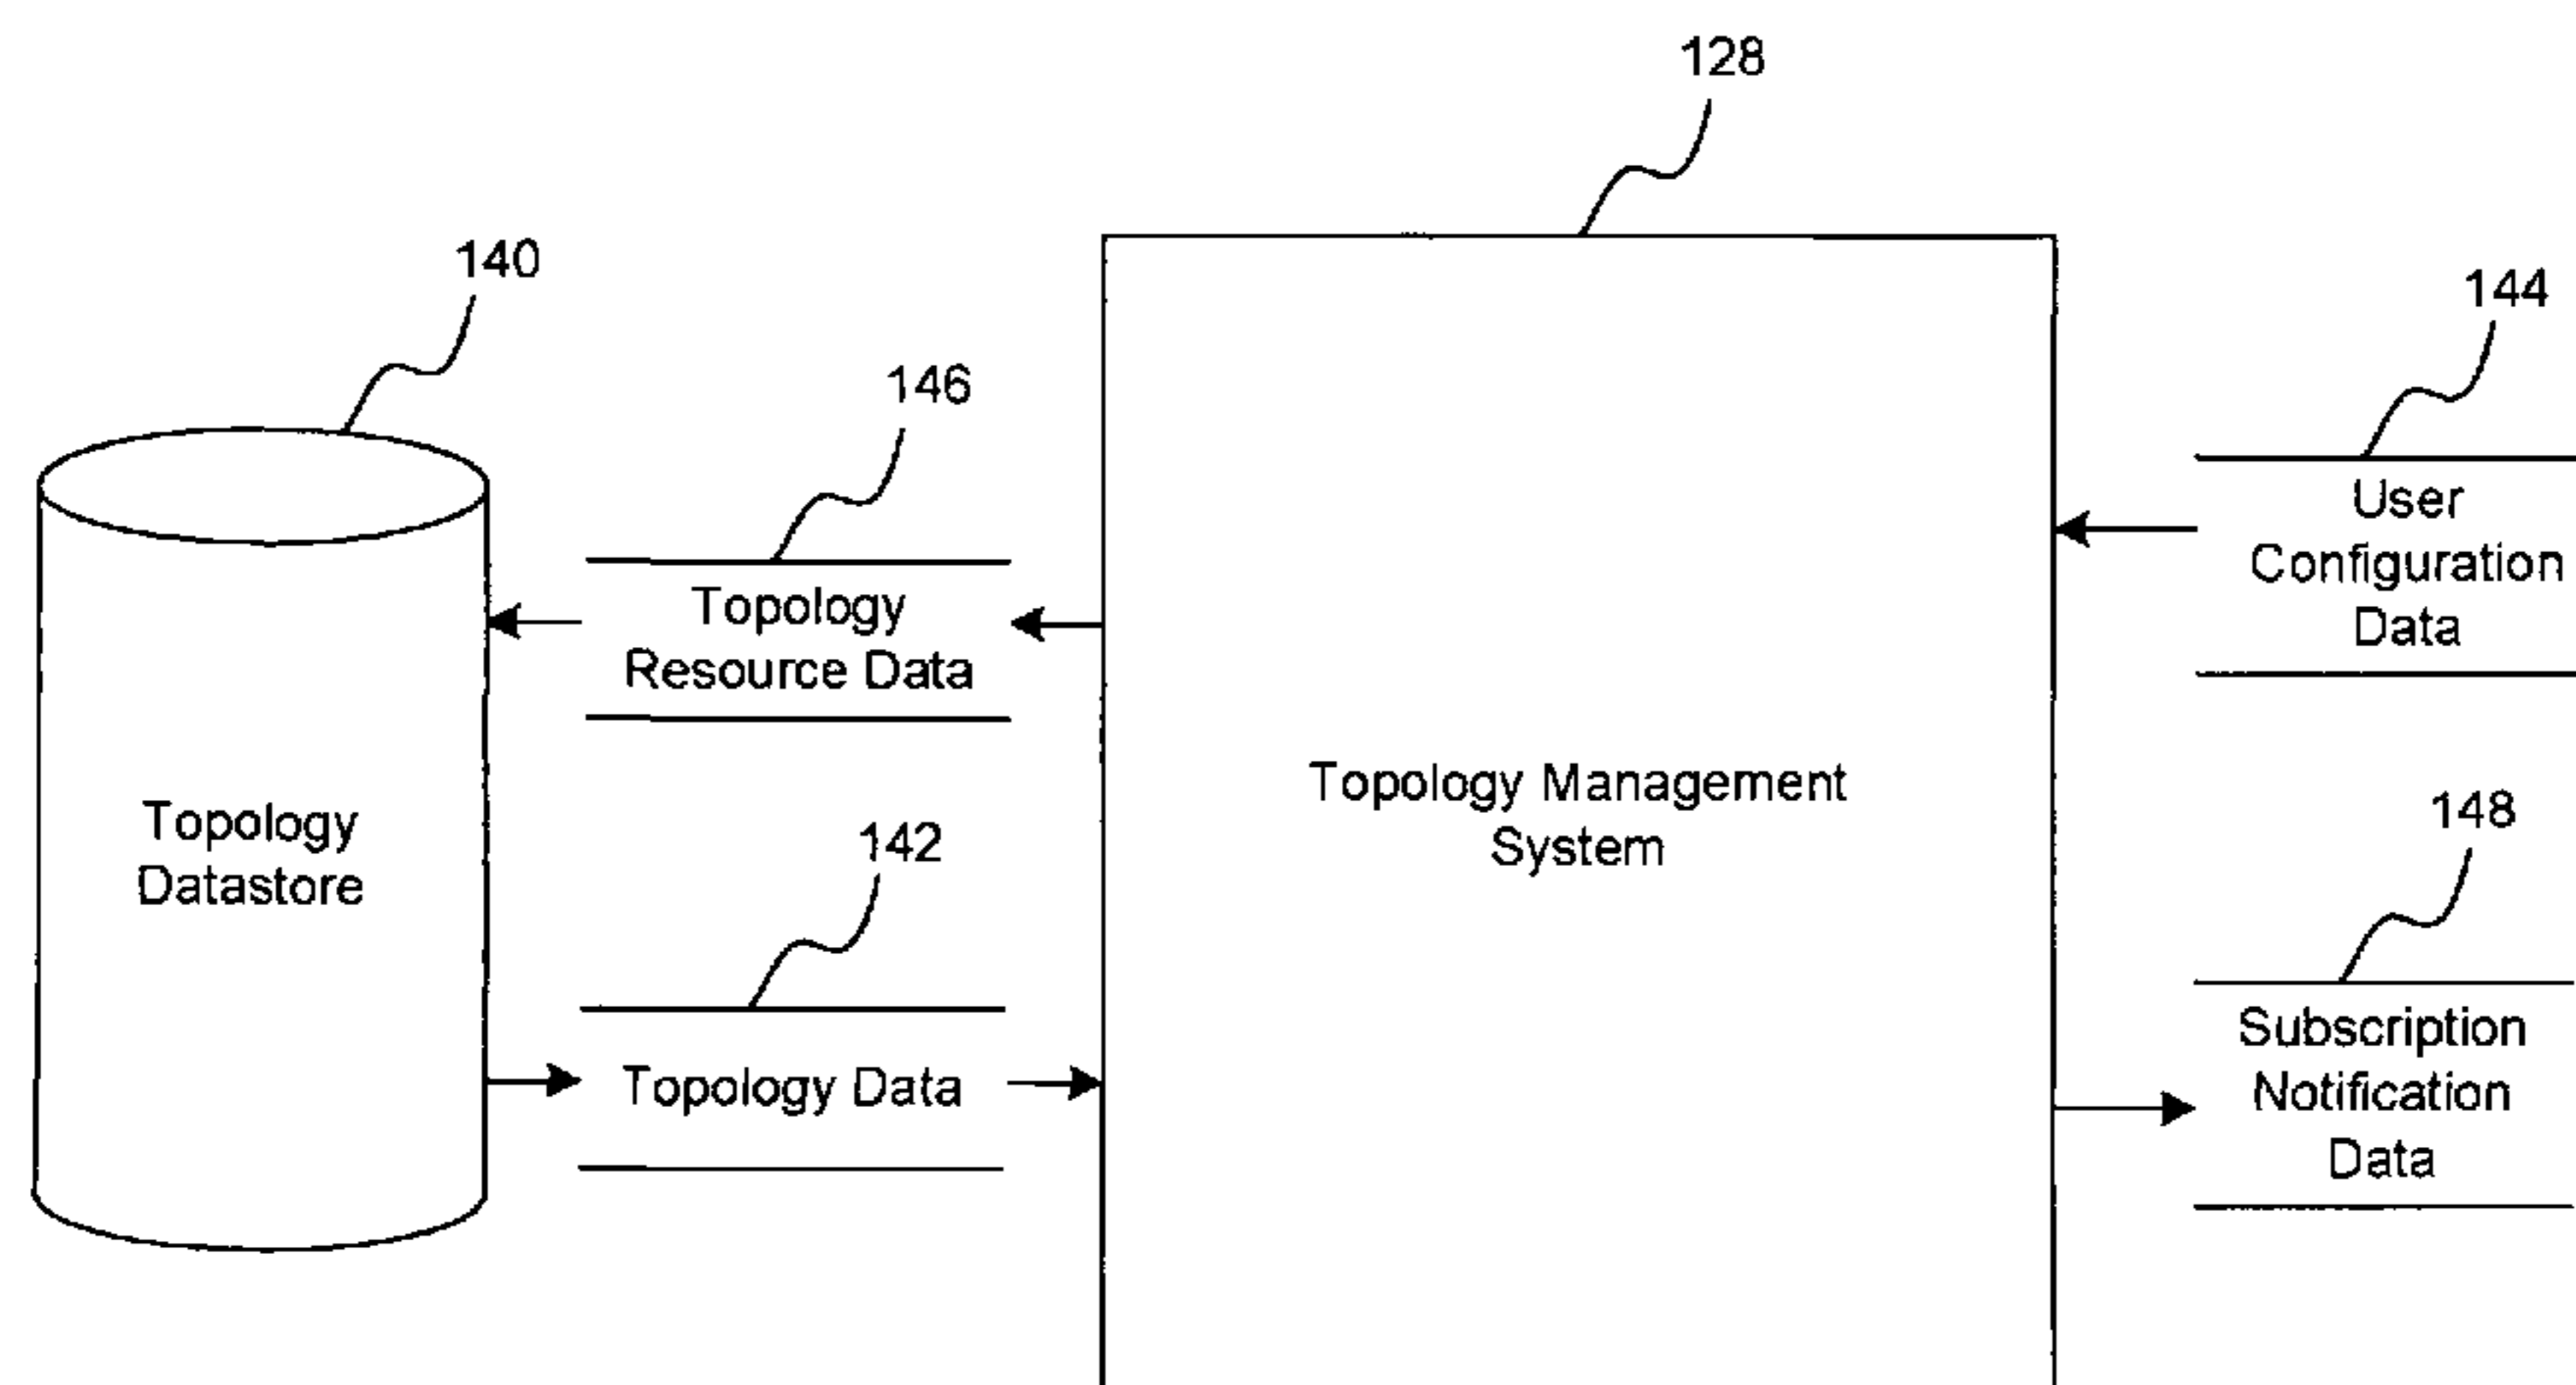 128
140
144
146
User
Configuration
Data
Topology
Resource Data
Topology Management
System
148
Topology
Datastore
142
Subscription
Notification
Data
Topology Data